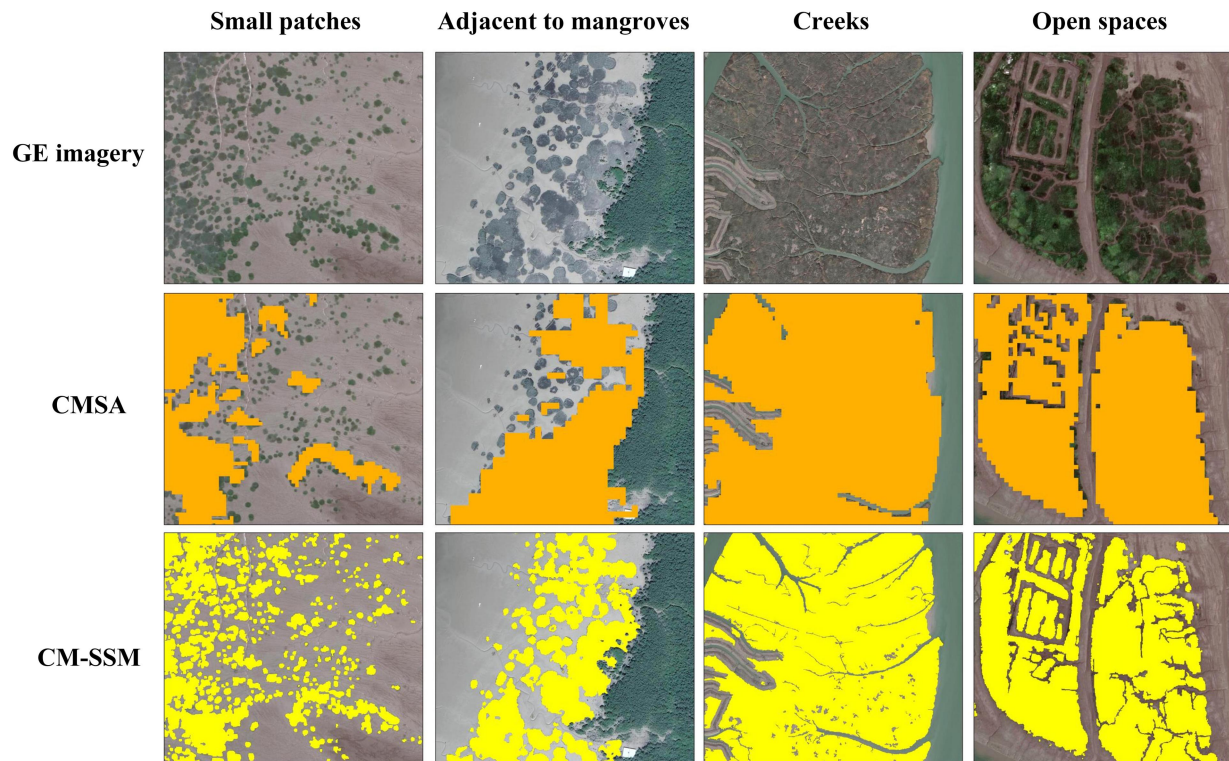 Small patches
Adjacent to mangroves
Creeks
Open spaces
GE imagery
CMSA
CM-SSM